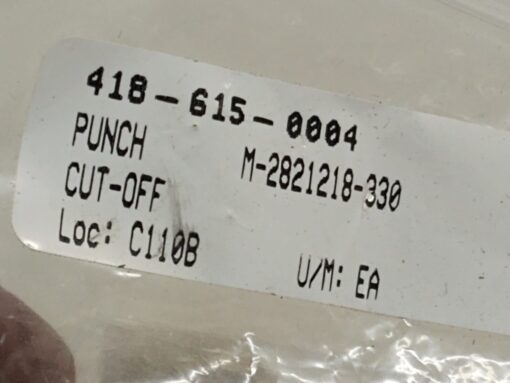 418-615-0004
PUNCH M-2821218-330
CUT-OFF
Loc: C110B U/M: EA